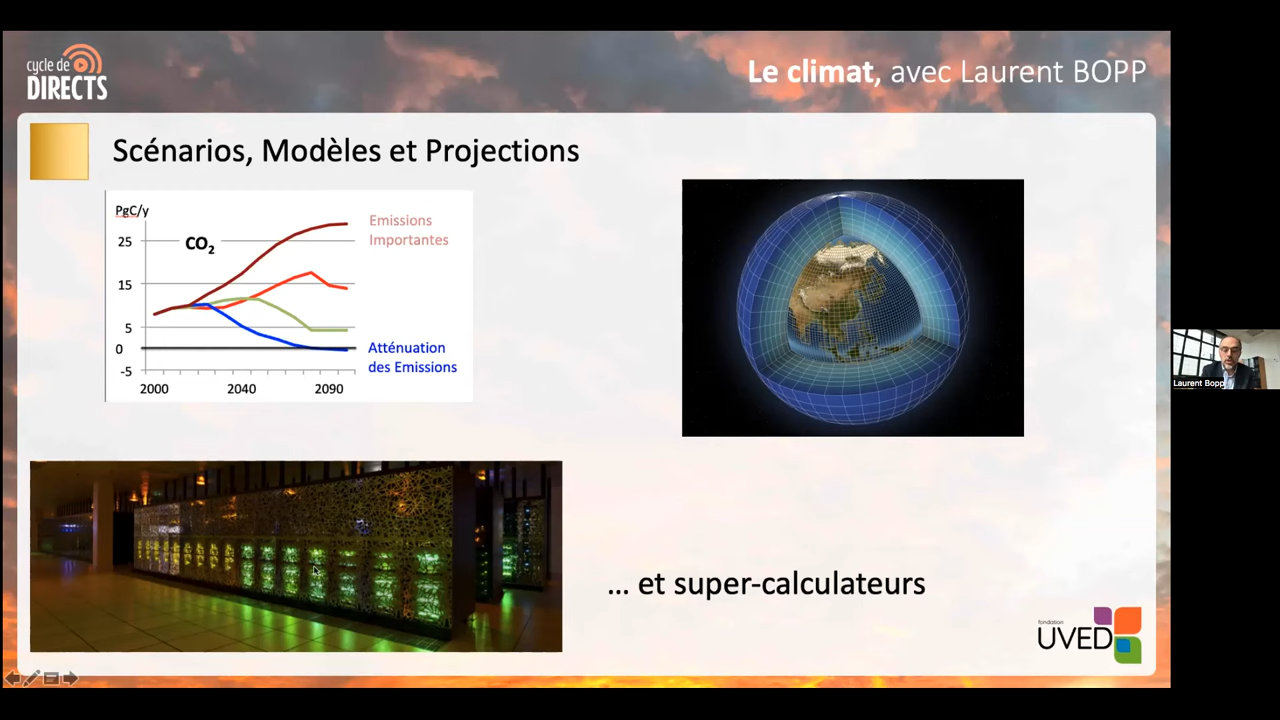 cycle de
DIRECTS
Le climat, avec Laurent BOPP
Scénarios, Modèles et Projections
PgC/y
25
15
5
0
-5
CO2
2000
2040
2090
Emissions
Importantes
Atténuation
des Emissions
Laurent Bopp
... et super-calculateurs
fondation
UVED